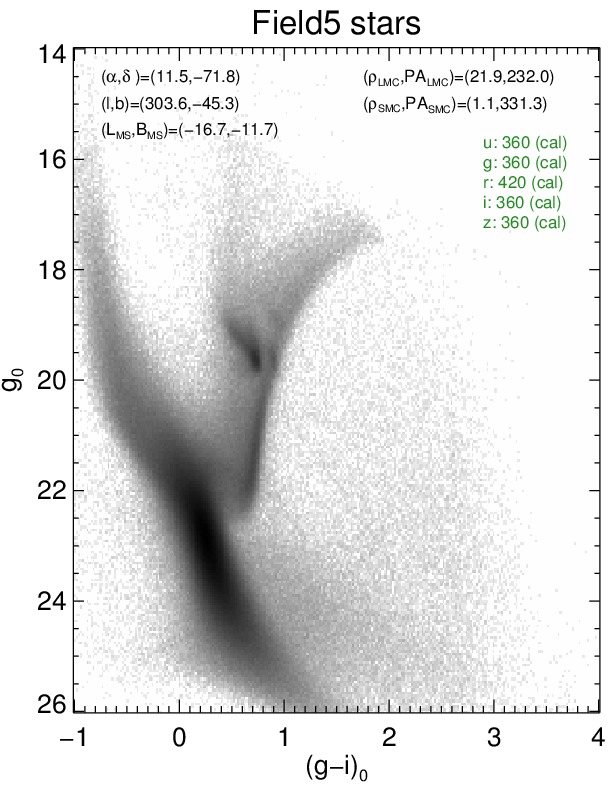 Field5 stars
(α,δ )=(11.5,−71.8)
(ρLMC,PALMC)=(21.9,232.0)
(l,b)=(303.6,−45.3)
(ρSMC,PASMC)=(1.1,331.3)
(LMS,BMS)=(−16.7,−11.7)
u: 360 (cal)
g: 360 (cal)
r: 420 (cal)
i: 360 (cal)
z: 360 (cal)
14
16
18
20
22
24
26
g0
−1 0 1 2 3 4
(g−i)0